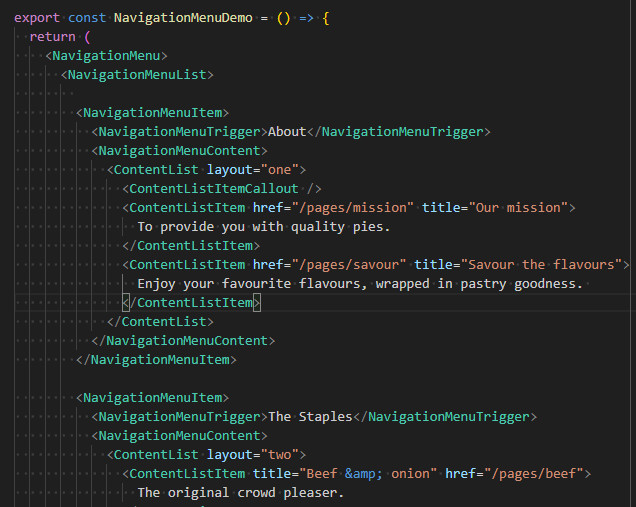 export const NavigationMenuDemo = () => {
  return (
    <NavigationMenu>
      <NavigationMenuList>

        <NavigationMenuItem>
          <NavigationMenuTrigger>About</NavigationMenuTrigger>
          <NavigationMenuContent>
            <ContentList layout="one">
              <ContentListItemCallout />
              <ContentListItem href="/pages/mission" title="Our mission">
                To provide you with quality pies.
              </ContentListItem>
              <ContentListItem href="/pages/savour" title="Savour the flavours">
                Enjoy your favourite flavours, wrapped in pastry goodness.
              </ContentListItem>
            </ContentList>
          </NavigationMenuContent>
        </NavigationMenuItem>

        <NavigationMenuItem>
          <NavigationMenuTrigger>The Staples</NavigationMenuTrigger>
          <NavigationMenuContent>
            <ContentList layout="two">
              <ContentListItem title="Beef &amp; onion" href="/pages/beef">
                The original crowd pleaser.